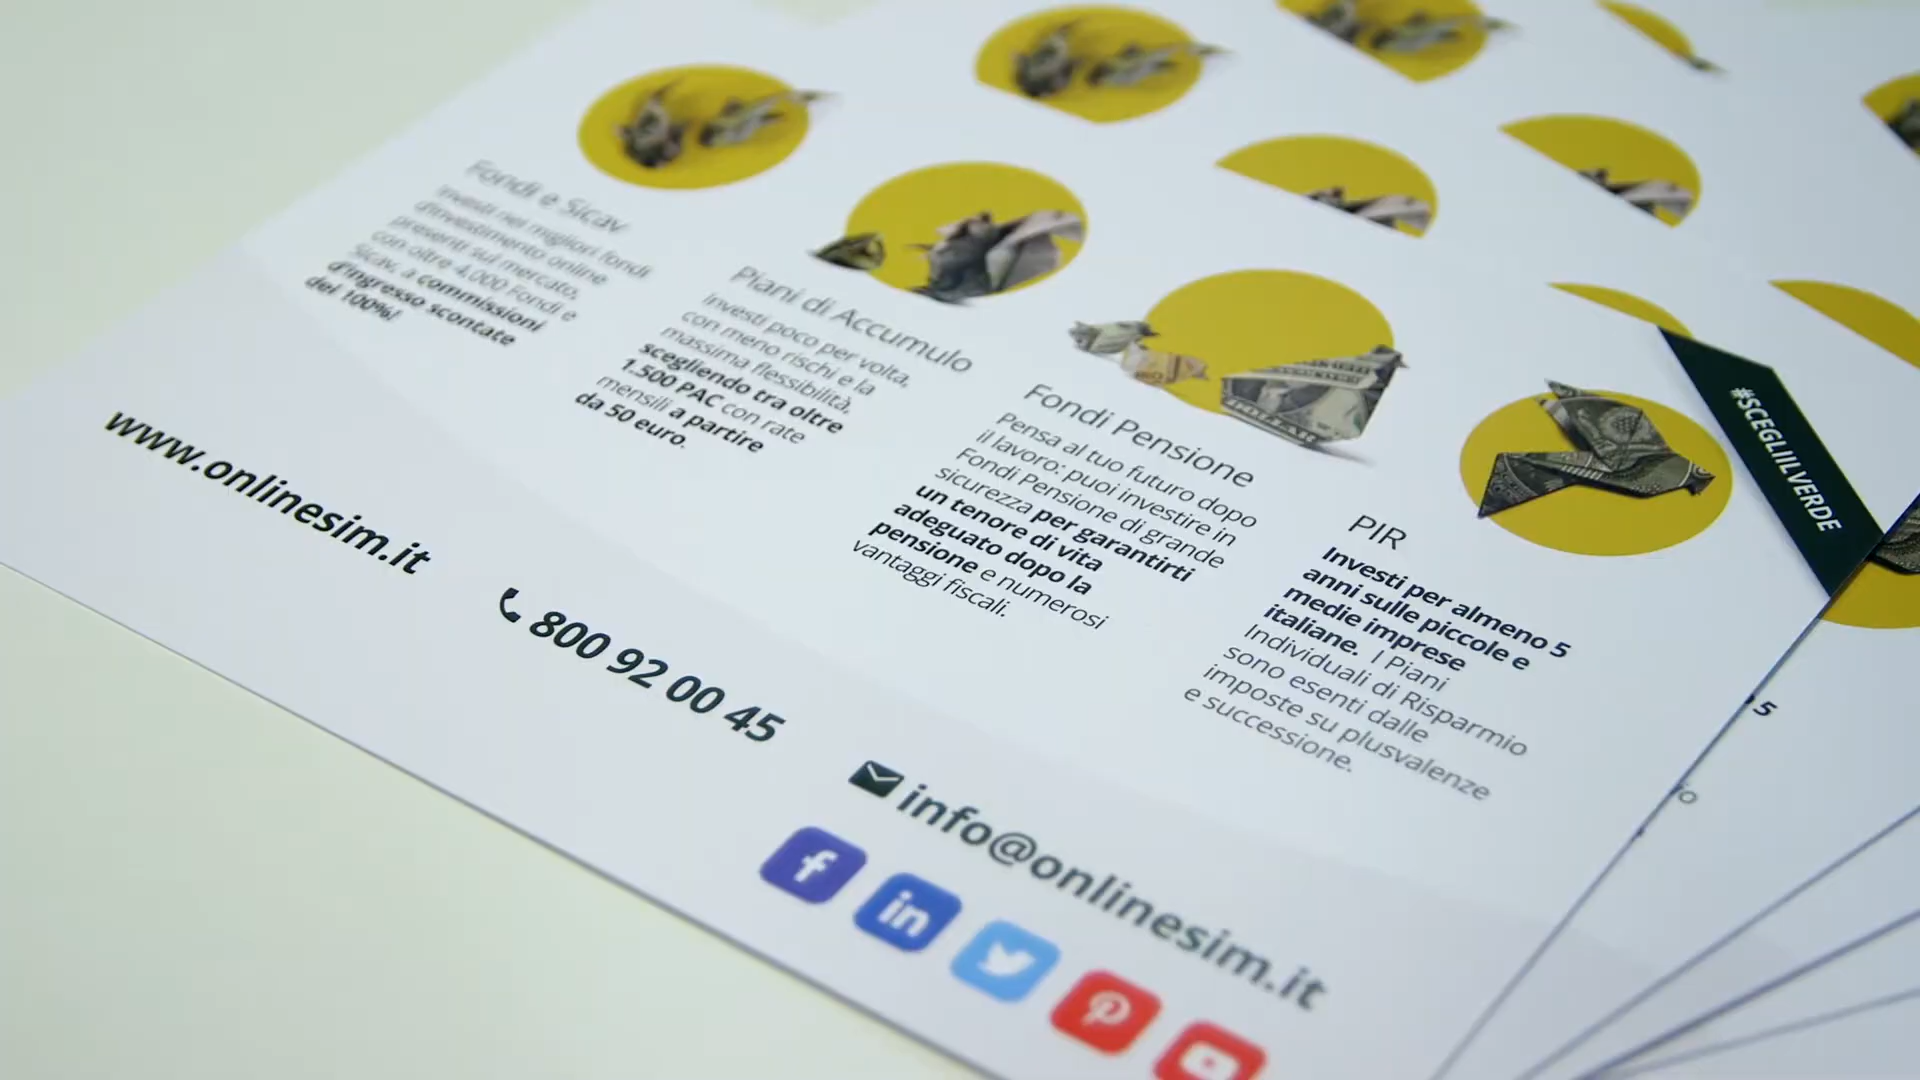 Fondi e Sicav
Investi nei migliori fondi
d'investimento online
presenti sul mercato,
con oltre 4.000 Fondi e
Sicav, a commissioni
d'ingresso scontate
del 100%!
Piani di Accumulo
Investi poco per volta,
con meno rischi e la
massima flessibilità,
scegliendo tra oltre
1.500 PAC con rate
mensili a partire
da 50 euro.
Fondi Pensione
Pensa al tuo futuro dopo
il lavoro: puoi investire in
Fondi Pensione di grande
sicurezza per garantirti
un tenore di vita
adeguato dopo la
pensione e numerosi
vantaggi fiscali.
PIR
Investi per almeno 5
anni sulle piccole e
medie imprese
italiane. I Piani
Individuali di Risparmio
sono esenti dalle
imposte su plusvalenze
e successione.
#SCEGLIILVERDE
www.onlinesim.it
800 92 00 45
info@onlinesim.it
f
in
DOLLAR
5